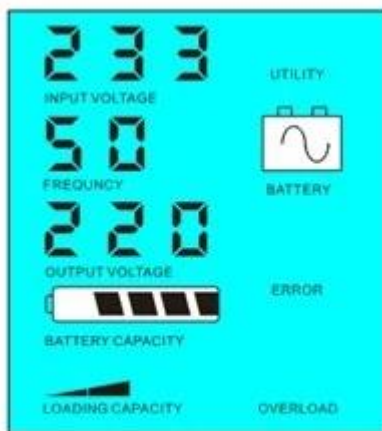 233
INPUT VOLTAGE
UTILITY
50
FREQUNCY
BATTERY
220
OUTPUT VOLTAGE
ERROR
BATTERY CAPACITY
LOADING CAPACITY
OVERLOAD